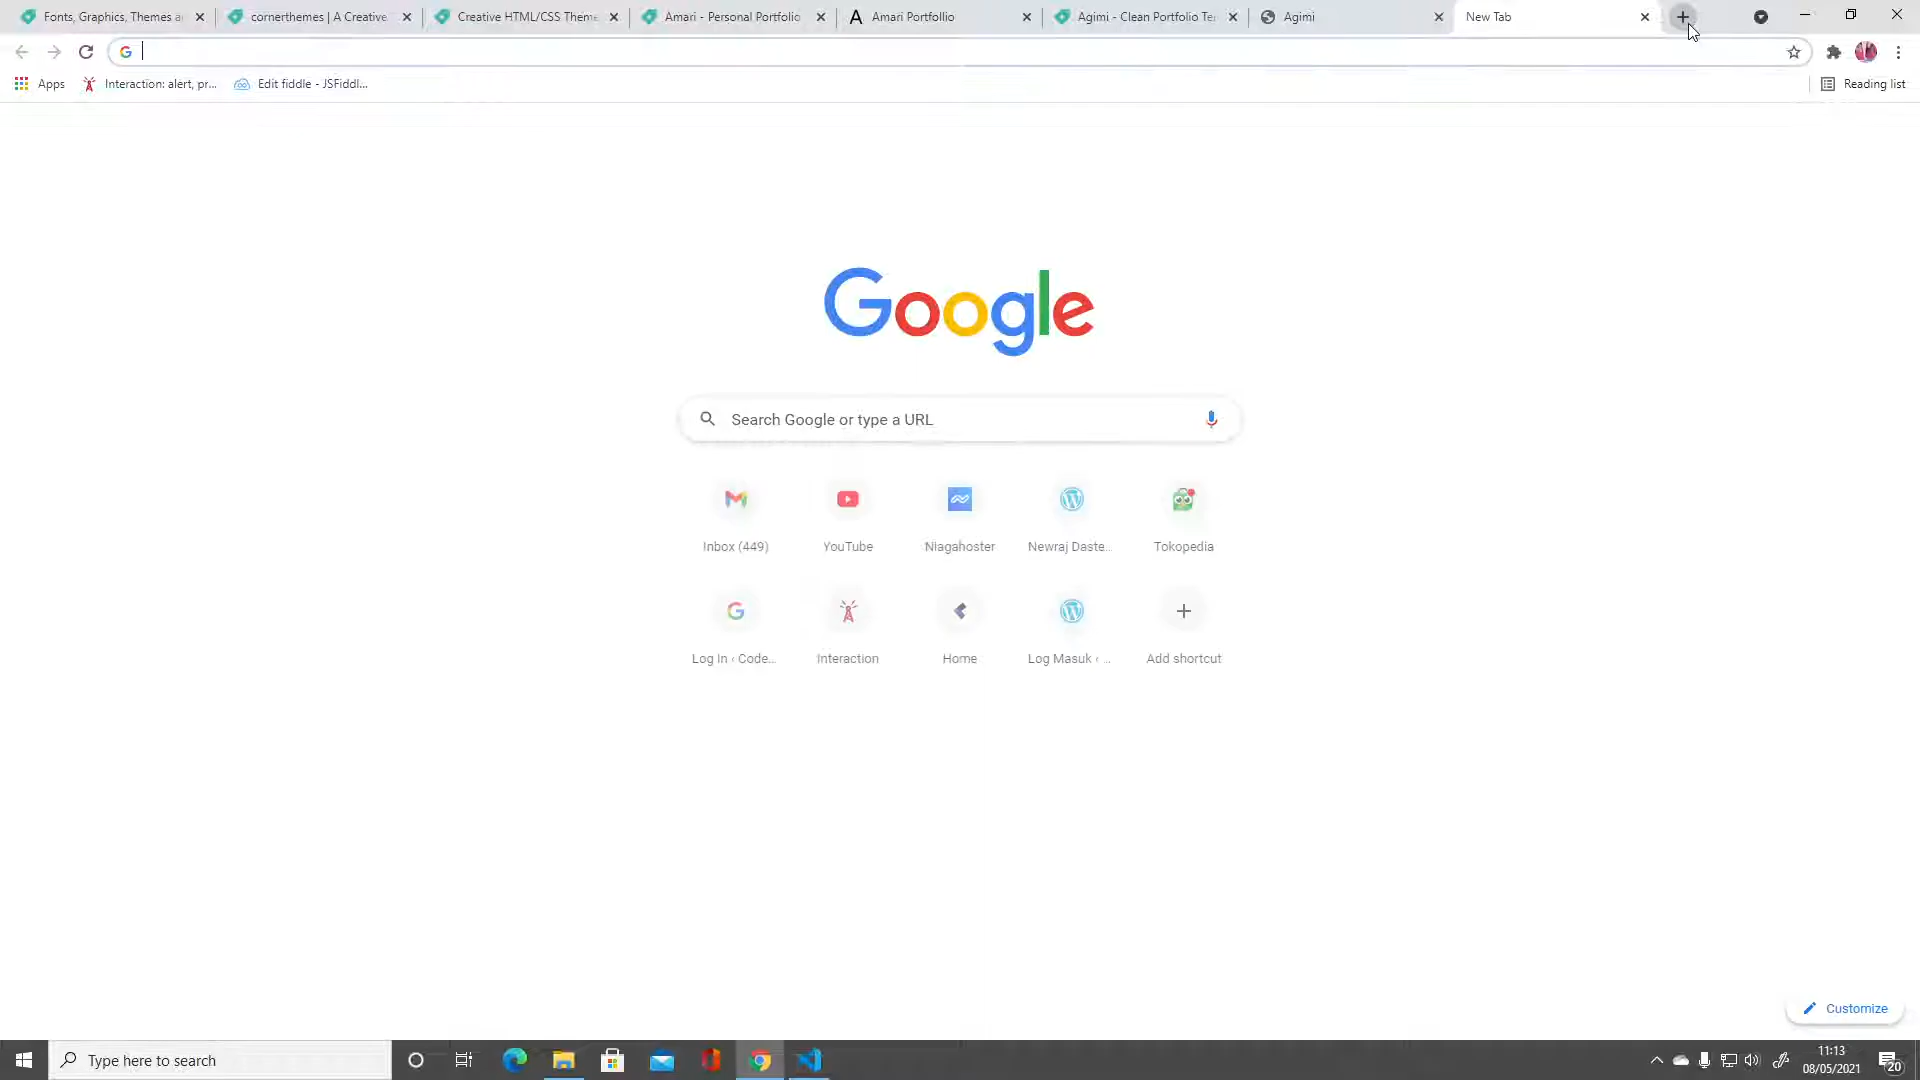 Fonts, Graphics, Themes a
cornerthemes | A Creative
Creative HTML/CSS Theme
Amari - Personal Portfolio
Amari Portfollio
Agimi - Clean Portfolio Te
Agimi
New Tab
Apps
Interaction: alert, pr...
Edit fiddle - JSFiddl...
Reading list
Google
Search Google or type a URL
Inbox (449)
YouTube
Niagahoster
Newraj Daste...
Tokopedia
Log In ‹ Code...
Interaction
Home
Log Masuk ‹ ...
Add shortcut
Customize
Type here to search
11:13
08/05/2021
20